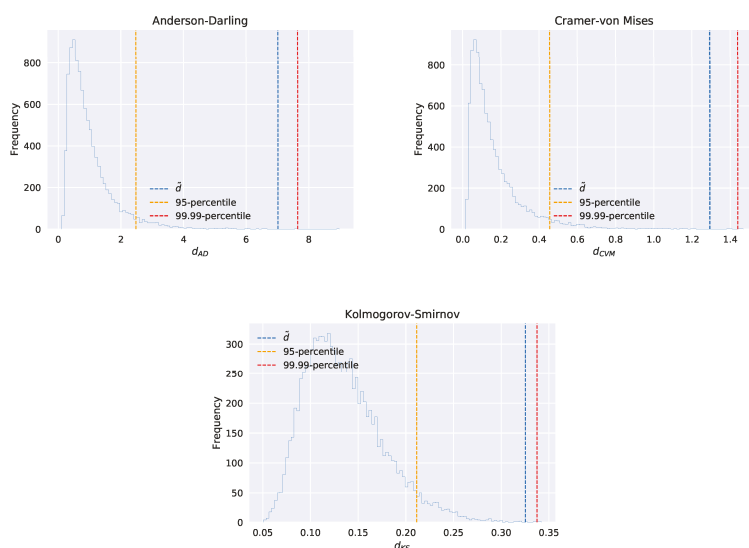 Anderson-Darling
Frequency
800
600
400
200
0
0
2
4
6
8
d_AD
d̃
95-percentile
99.99-percentile
Cramer-von Mises
Frequency
800
600
400
200
0
0.0
0.2
0.4
0.6
0.8
1.0
1.2
1.4
d_CVM
d̃
95-percentile
99.99-percentile
Kolmogorov-Smirnov
Frequency
300
250
200
150
100
50
0
0.05
0.10
0.15
0.20
0.25
0.30
0.35
d_KS
d̃
95-percentile
99.99-percentile